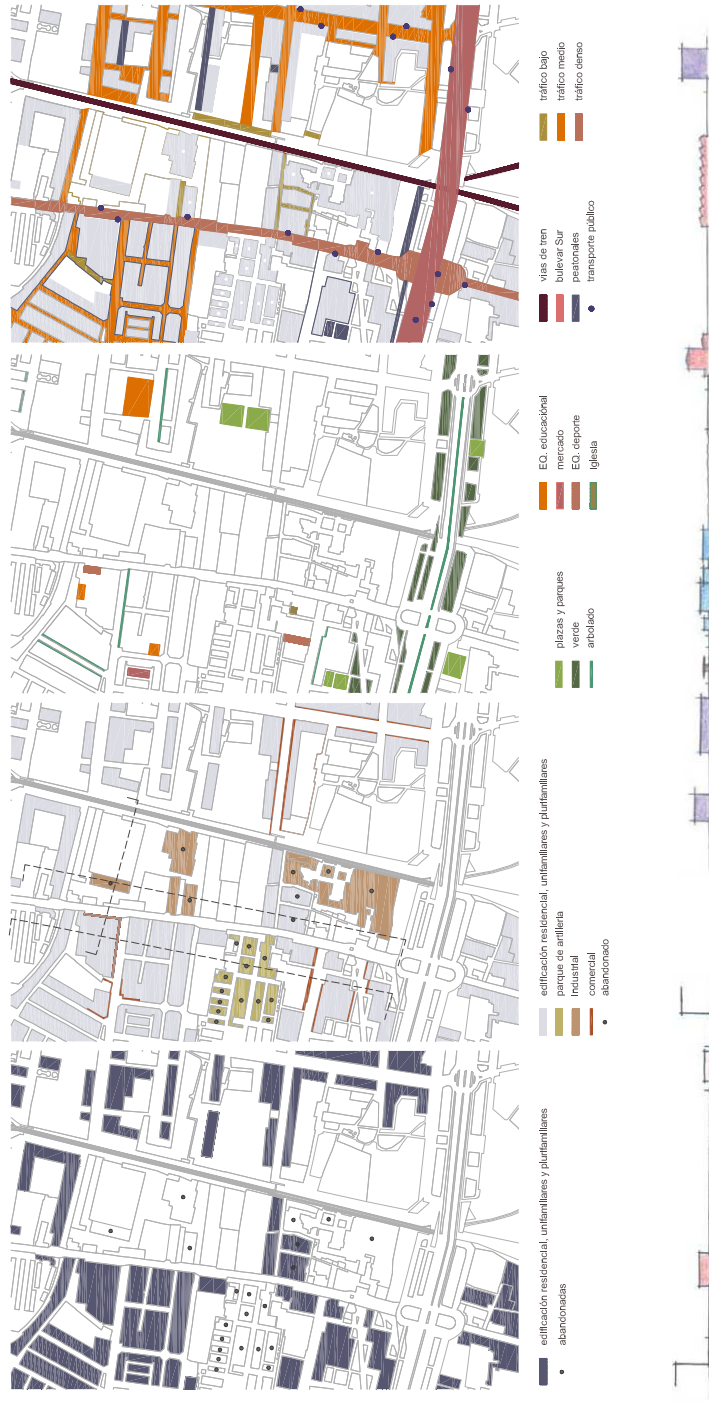 edificación residencial, unifamiliares y plurifamiliares
abandonadas
edificación residencial, unifamiliares y plurifamiliares
parque de artillería
Industrial
comercial
abandonado
plazas y parques
verde
arbolado
EQ. educaciónal
mercado
EQ. deporte
Iglesia
vías de tren
bulevar Sur
peatonales
transporte público
tráfico bajo
tráfico medio
tráfico denso